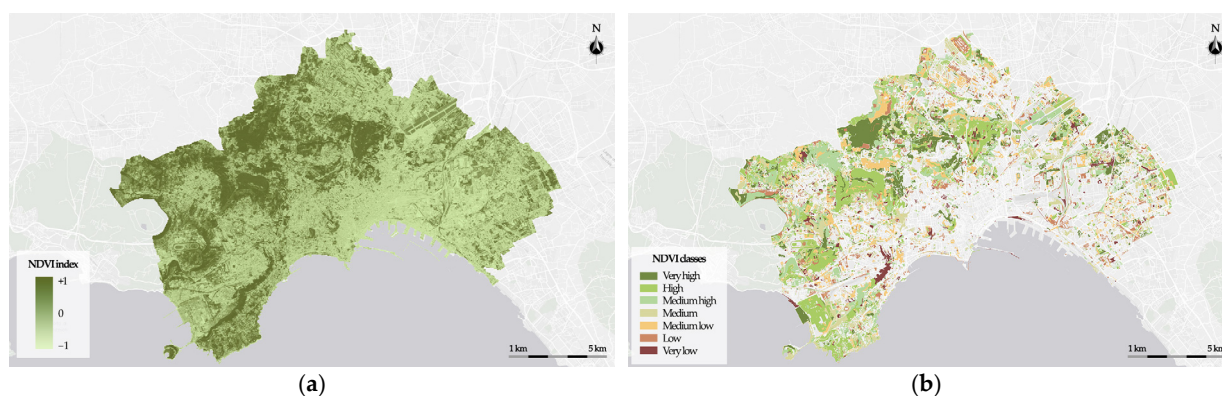 N
NDVI index
+1
0
−1
1 km
5 km
(a)
N
NDVI classes
Very high
High
Medium high
Medium
Medium low
Low
Very low
1 km
5 km
(b)